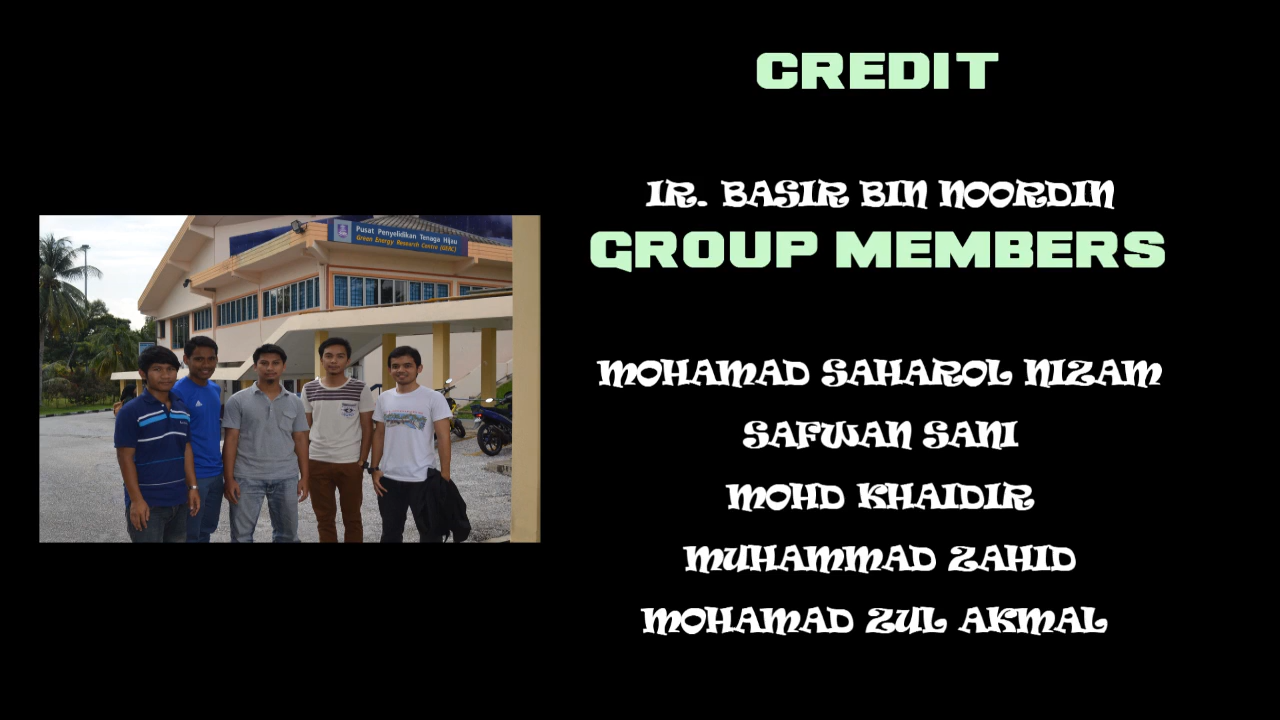 CREDIT
IR. BASIR BIN NOORDIN
GROUP MEMBERS
MOHAMAD SAHAROL NIZAM
SAFWAN SANI
MOHD KHAIDIR
MUHAMMAD ZAHID
MOHAMAD ZUL AKMAL
Pusat Penyelidikan Tenaga Hijau
Green Energy Research Centre (GERC)